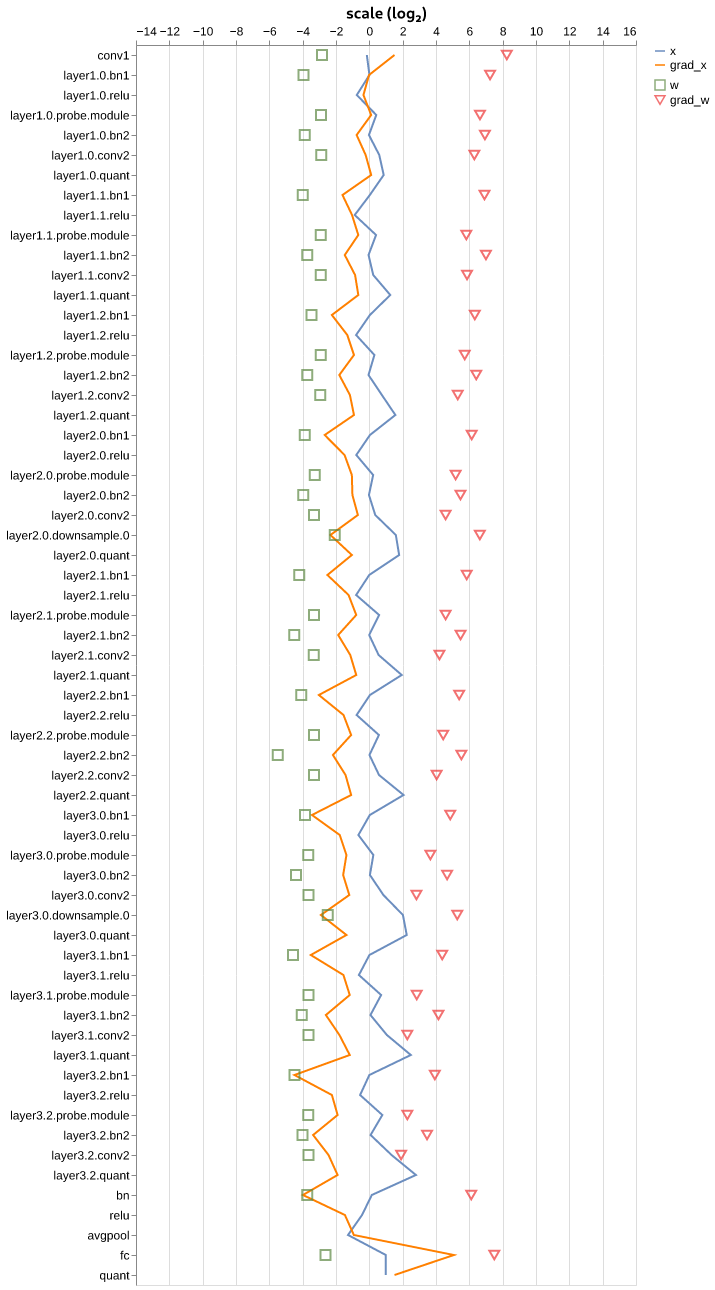 scale (log₂)
−14 −12 −10 −8 −6 −4 −2 0 2 4 6 8 10 12 14 16
x
grad_x
w
grad_w
conv1
layer1.0.bn1
layer1.0.relu
layer1.0.probe.module
layer1.0.bn2
layer1.0.conv2
layer1.0.quant
layer1.1.bn1
layer1.1.relu
layer1.1.probe.module
layer1.1.bn2
layer1.1.conv2
layer1.1.quant
layer1.2.bn1
layer1.2.relu
layer1.2.probe.module
layer1.2.bn2
layer1.2.conv2
layer1.2.quant
layer2.0.bn1
layer2.0.relu
layer2.0.probe.module
layer2.0.bn2
layer2.0.conv2
layer2.0.downsample.0
layer2.0.quant
layer2.1.bn1
layer2.1.relu
layer2.1.probe.module
layer2.1.bn2
layer2.1.conv2
layer2.1.quant
layer2.2.bn1
layer2.2.relu
layer2.2.probe.module
layer2.2.bn2
layer2.2.conv2
layer2.2.quant
layer3.0.bn1
layer3.0.relu
layer3.0.probe.module
layer3.0.bn2
layer3.0.conv2
layer3.0.downsample.0
layer3.0.quant
layer3.1.bn1
layer3.1.relu
layer3.1.probe.module
layer3.1.bn2
layer3.1.conv2
layer3.1.quant
layer3.2.bn1
layer3.2.relu
layer3.2.probe.module
layer3.2.bn2
layer3.2.conv2
layer3.2.quant
bn
relu
avgpool
fc
quant